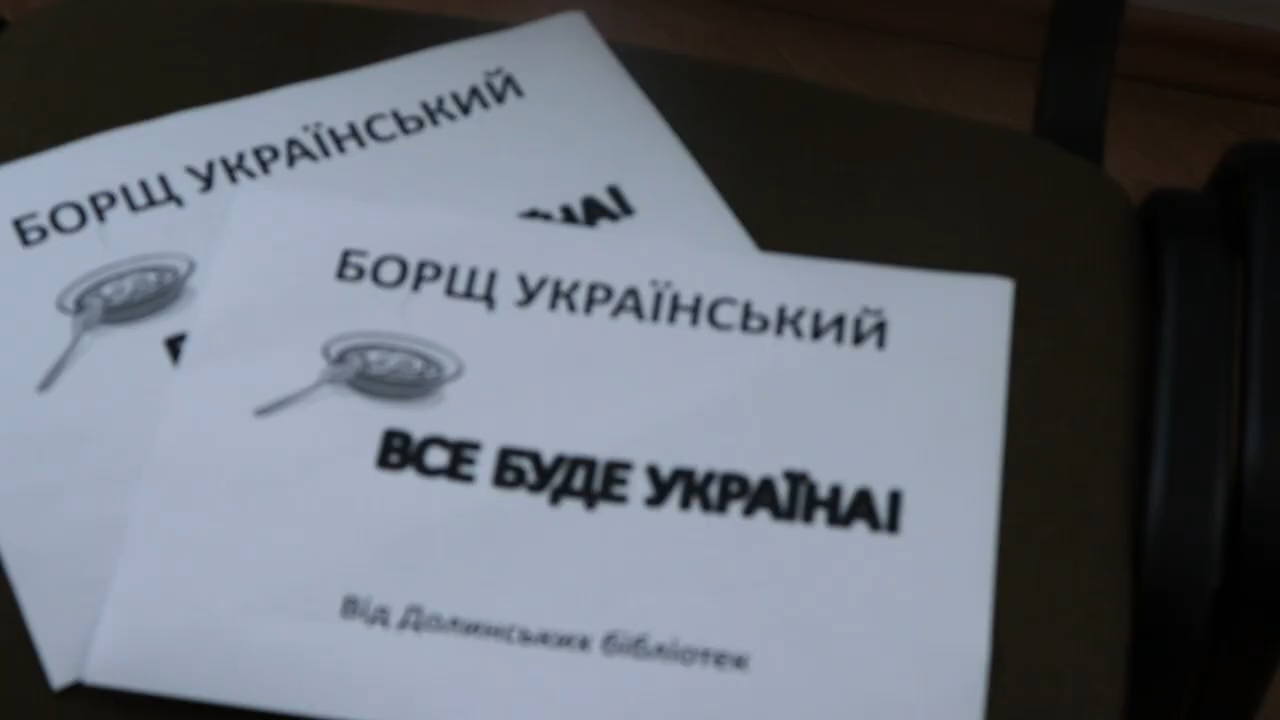 БОРЩ УКРАЇНСЬКИЙ
БОРЩ УКРАЇНСЬКИЙ
ВСЕ БУДЕ УКРАЇНА!
Від Долинських бібліотек